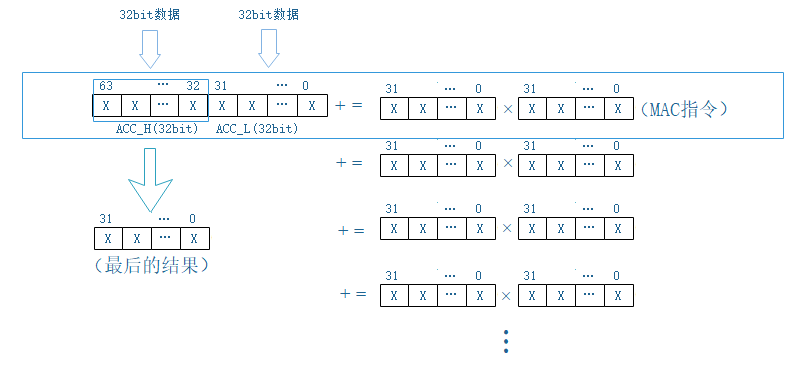 32bit数据 32bit数据
63 … 32 31 … 0 31 … 0 31 … 0
X X … X X X … X += X X … X × X X … X (MAC指令)
ACC_H(32bit) ACC_L(32bit)
31 … 0 31 … 0
+= X X … X × X X … X
31 … 0 31 … 0 31 … 0
X X … X += X X … X × X X … X
(最后的结果)
31 … 0 31 … 0
+= X X … X × X X … X
⋮